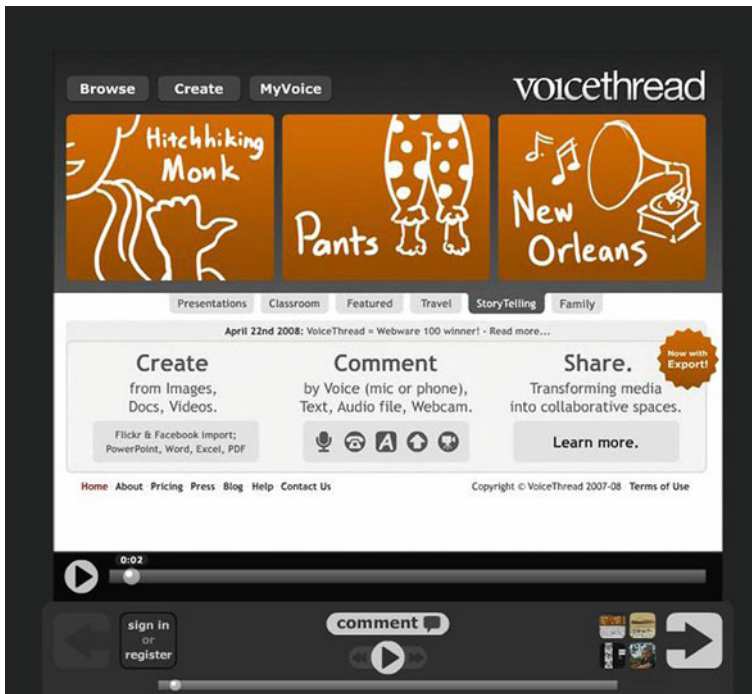 Browse Create MyVoice voicethread
Hitchhiking
Monk
Pants
New
Orleans
Presentations Classroom Featured Travel StoryTelling Family
April 22nd 2008: VoiceThread = Webware 100 winner! - Read more...
Create
from Images,
Docs, Videos.
Flickr & Facebook Import;
PowerPoint, Word, Excel, PDF
Comment
by Voice (mic or phone),
Text, Audio file, Webcam.
A
Share.
Transforming media
into collaborative spaces.
Learn more.
Now with
Export!
Home About Pricing Press Blog Help Contact Us
Copyright © VoiceThread 2007-08 Terms of Use
0:02
sign in
or
register
comment